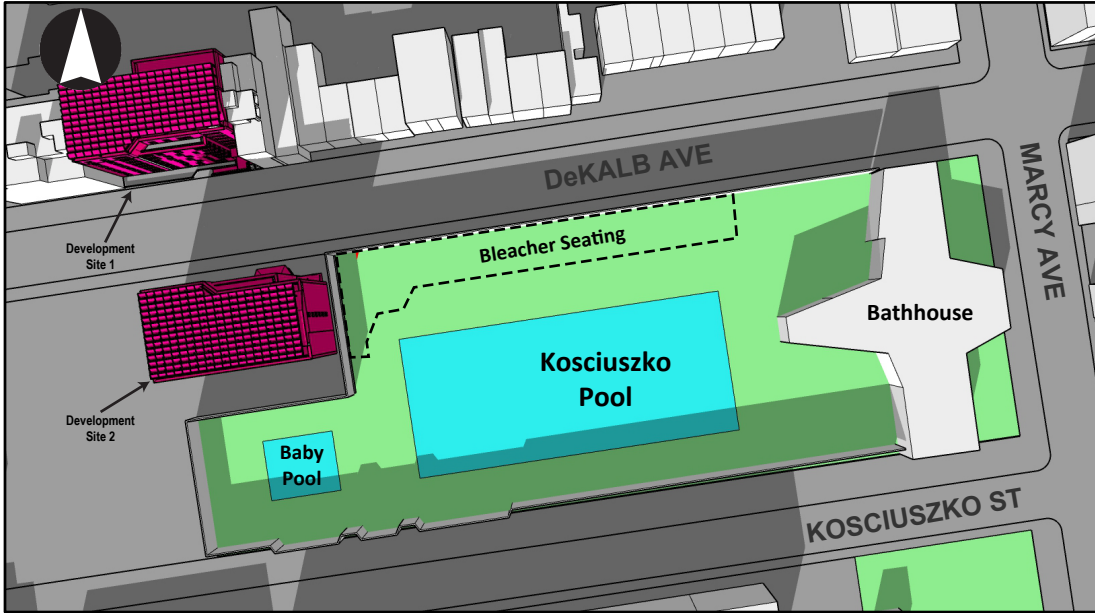 DeKALB AVE
MARCY AVE
Development
Site 1
Bleacher Seating
Bathhouse
Kosciuszko
Pool
Development
Site 2
Baby
Pool
KOSCIUSZKO ST